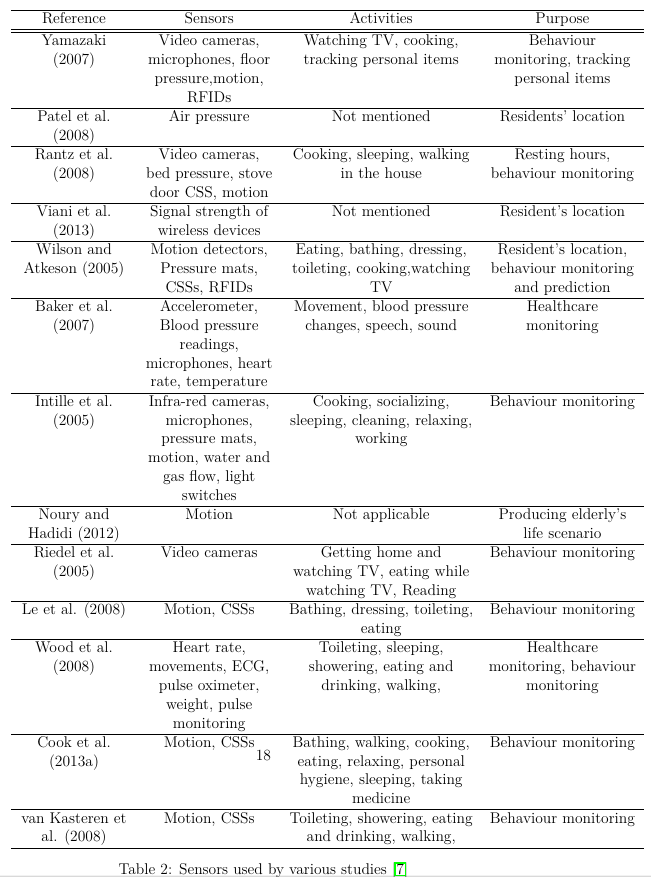 Reference Sensors Activities Purpose
Yamazaki Video cameras, Watching TV, cooking, Behaviour
(2007) microphones, floor tracking personal items monitoring, tracking
pressure,motion, personal items
RFIDs
Patel et al. Air pressure Not mentioned Residents' location
(2008)
Rantz et al. Video cameras, Cooking, sleeping, walking Resting hours,
(2008) bed pressure, stove in the house behaviour monitoring
door CSS, motion
Viani et al. Signal strength of Not mentioned Resident's location
(2013) wireless devices
Wilson and Motion detectors, Eating, bathing, dressing, Resident's location,
Atkeson (2005) Pressure mats, toileting, cooking,watching behaviour monitoring
CSSs, RFIDs TV and prediction
Baker et al. Accelerometer, Movement, blood pressure Healthcare
(2007) Blood pressure changes, speech, sound monitoring
readings,
microphones, heart
rate, temperature
Intille et al. Infra-red cameras, Cooking, socializing, Behaviour monitoring
(2005) microphones, sleeping, cleaning, relaxing,
pressure mats, working
motion, water and
gas flow, light
switches
Noury and Motion Not applicable Producing elderly's
Hadidi (2012) life scenario
Riedel et al. Video cameras Getting home and Behaviour monitoring
(2005) watching TV, eating while
watching TV, Reading
Le et al. (2008) Motion, CSSs Bathing, dressing, toileting, Behaviour monitoring
eating
Wood et al. Heart rate, Toileting, sleeping, Healthcare
(2008) movements, ECG, showering, eating and monitoring, behaviour
pulse oximeter, drinking, walking, monitoring
weight, pulse
monitoring
Cook et al. Motion, CSSs Bathing, walking, cooking, Behaviour monitoring
(2013a) 18 eating, relaxing, personal
hygiene, sleeping, taking
medicine
van Kasteren et Motion, CSSs Toileting, showering, eating Behaviour monitoring
al. (2008) and drinking, walking,
Table 2: Sensors used by various studies [7]